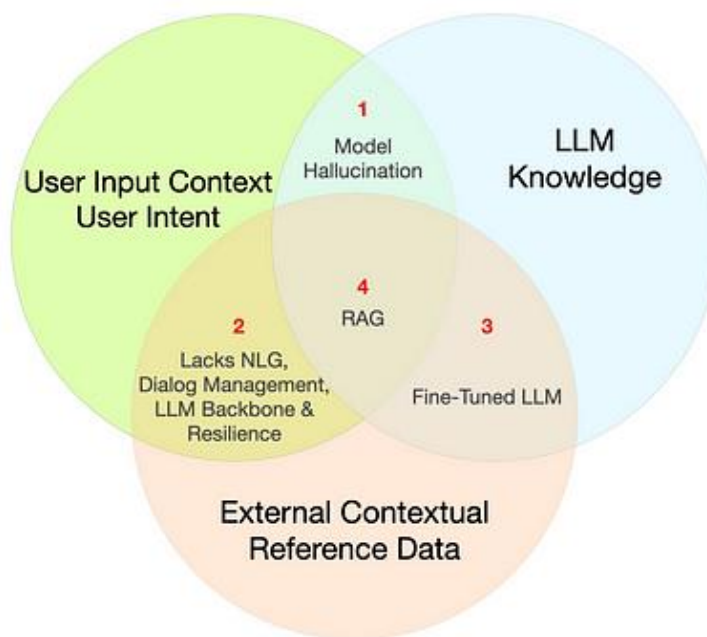 1
Model
Hallucination
LLM
Knowledge
User Input Context
User Intent
4
RAG
2
Lacks NLG,
Dialog Management,
LLM Backbone &
Resilience
3
Fine-Tuned LLM
External Contextual
Reference Data